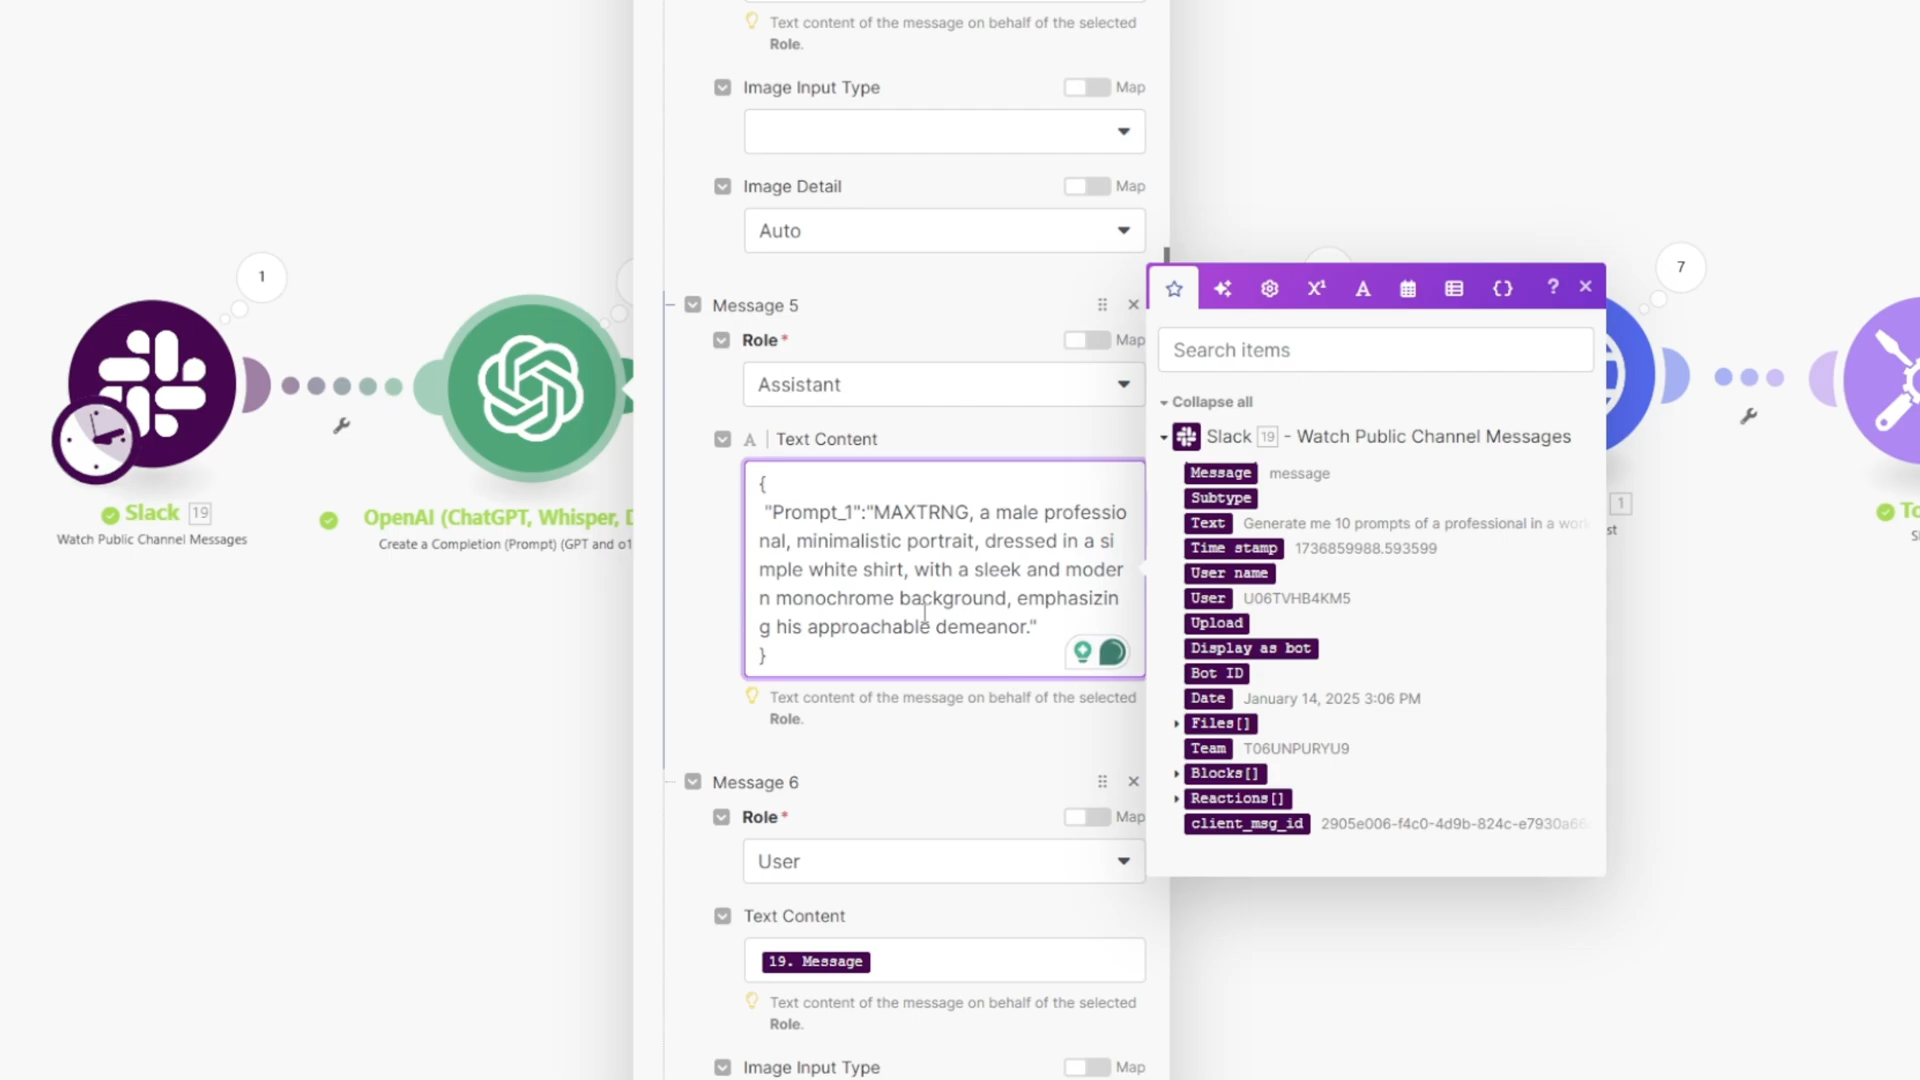 Text content of the message on behalf of the selected
Role.
Image Input Type
Map
Image Detail
Map
Auto
1
Slack 19
Watch Public Channel Messages
OpenAI (ChatGPT, Whisper,
Create a Completion (Prompt) (GPT and o1
Message 5
Role*
Map
Assistant
A | Text Content
{
"Prompt_1":"MAXTRNG, a male professio
nal, minimalistic portrait, dressed in a si
mple white shirt, with a sleek and moder
n monochrome background, emphasizin
g his approachable demeanor."
}
Text content of the message on behalf of the selected
Role.
Message 6
Role*
Map
User
Text Content
19. Message
Text content of the message on behalf of the selected
Role.
Image Input Type
Map
X¹ A {} ?
Search items
Collapse all
Slack 19 - Watch Public Channel Messages
Message message
Subtype
Text Generate me 10 prompts of a professional in a
Time stamp 1736859988.593599
User name
User U06TVHB4KM5
Upload
Display as bot
Bot ID
Date January 14, 2025 3:06 PM
Files[]
Team T06UNPURYU9
Blocks[]
Reactions[]
client_msg_id 2905e006-f4c0-4d9b-824c-e7930a66
7
1